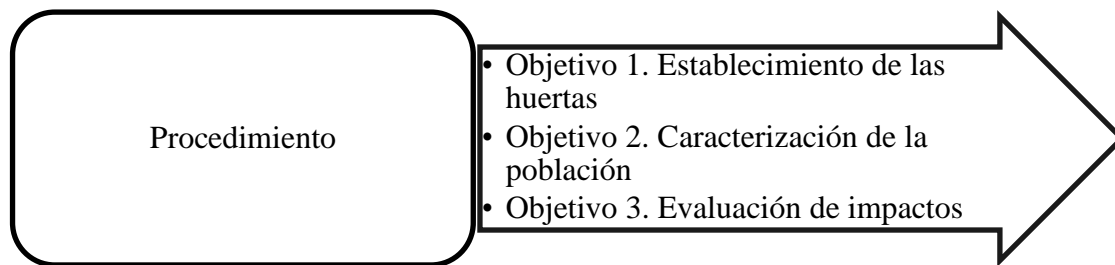 Procedimiento
• Objetivo 1. Establecimiento de las
huertas
• Objetivo 2. Caracterización de la
población
• Objetivo 3. Evaluación de impactos